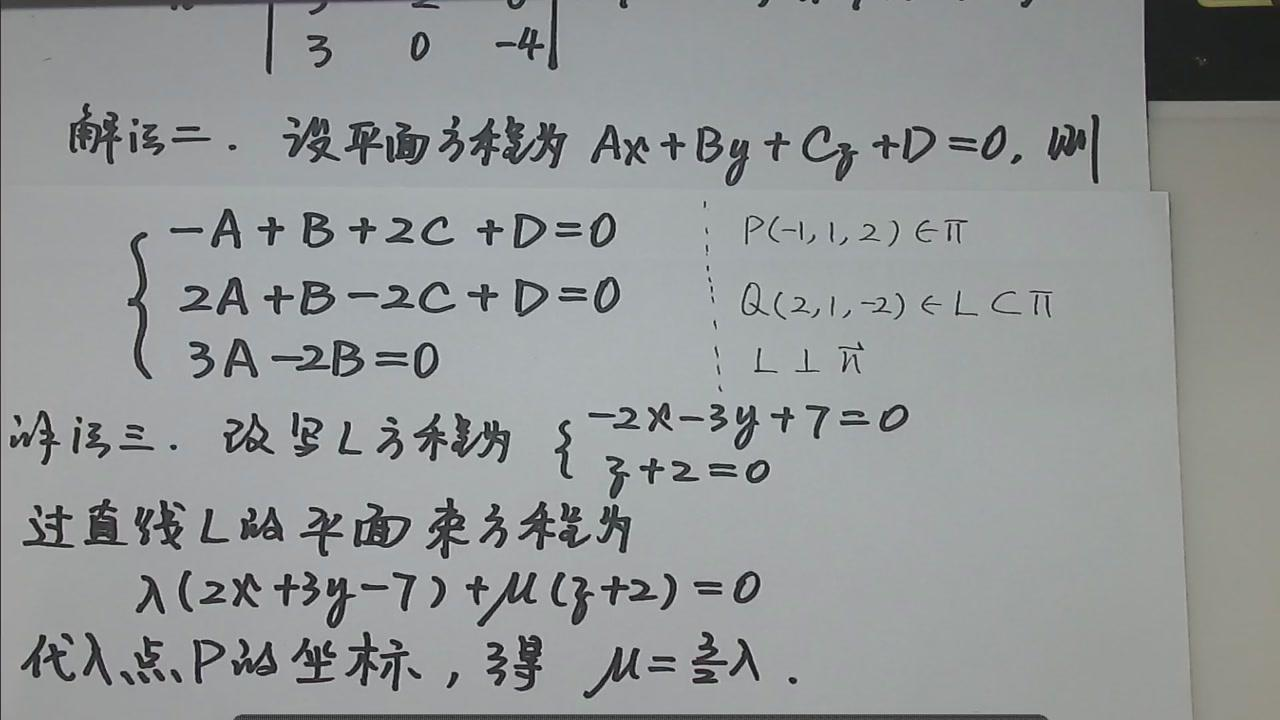 3 0 -4
解法二. 设平面方程为 Ax+By+Cz+D=0, 则
-A+B+2C+D=0 P(-1,1,2)∈π
2A+B-2C+D=0 Q(2,1,-2)∈L⊂π
3A-2B=0 L⊥n⃗
解法三. 改写L方程为 { -2x-3y+7=0
z+2=0
过直线L的平面束方程为
λ(2x+3y-7)+μ(z+2)=0
代入点P的坐标, 得 μ=3/2λ.